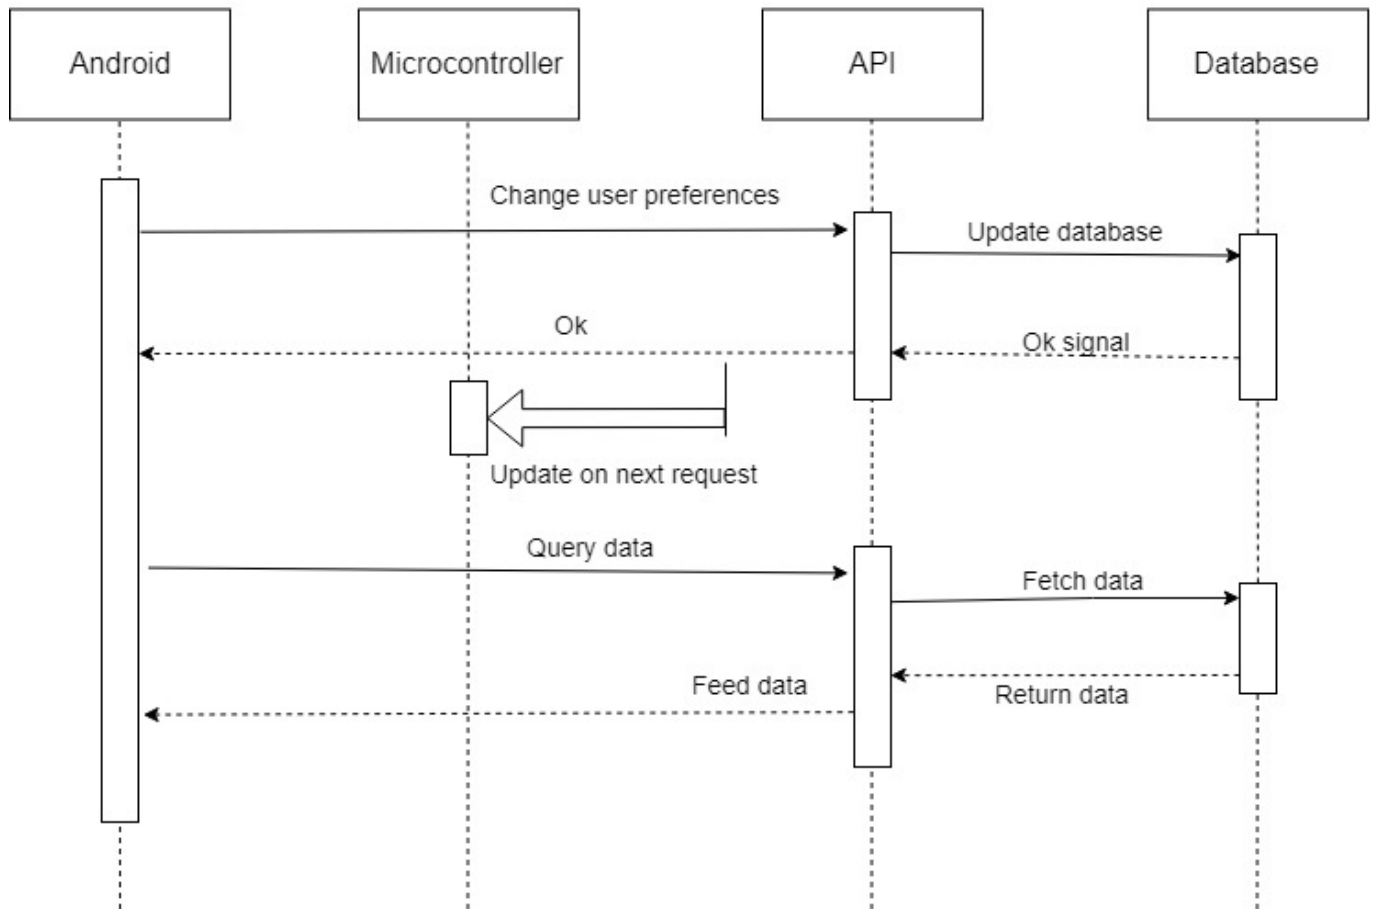 Android
Microcontroller
API
Database
Change user preferences
Update database
Ok
Ok signal
Update on next request
Query data
Fetch data
Feed data
Return data